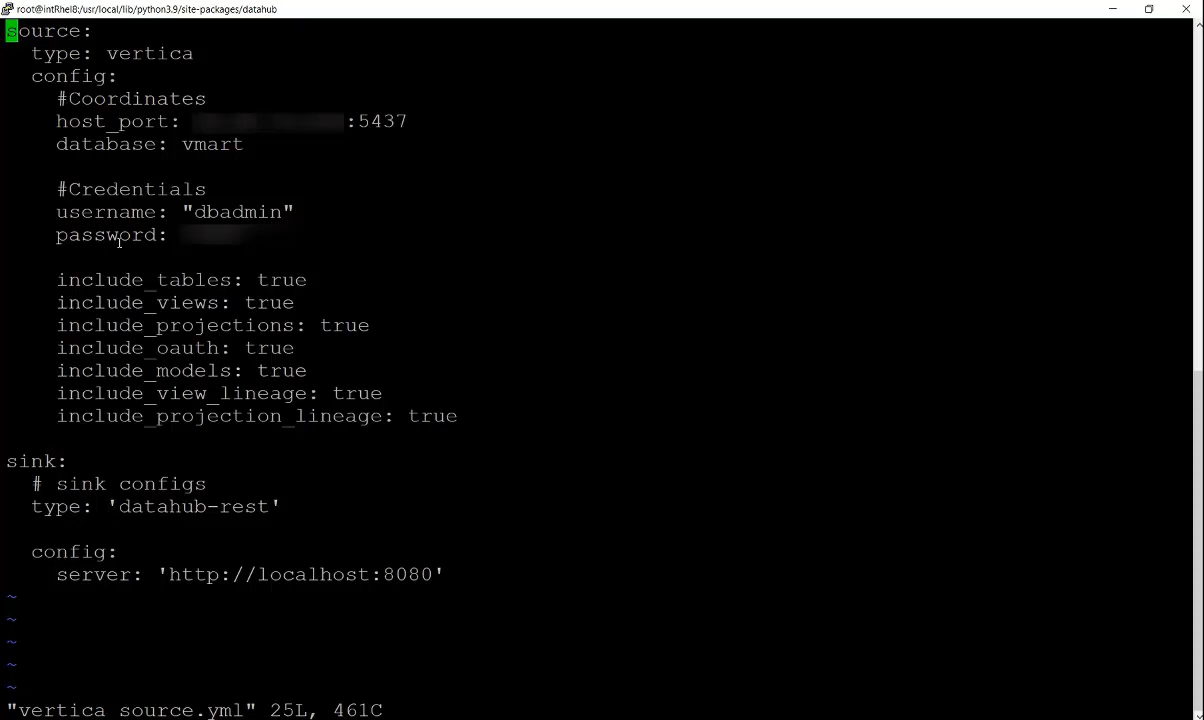 root@intRhel8:/usr/local/lib/python3.9/site-packages/datahub
source:
type: vertica
config:
#Coordinates
host_port: :5437
database: vmart
#Credentials
username: "dbadmin"
password:
include_tables: true
include_views: true
include_projections: true
include_oauth: true
include_models: true
include_view_lineage: true
include_projection_lineage: true
sink:
# sink configs
type: 'datahub-rest'
config:
server: 'http://localhost:8080'
~
~
~
~
~
"vertica source.yml" 25L, 461C